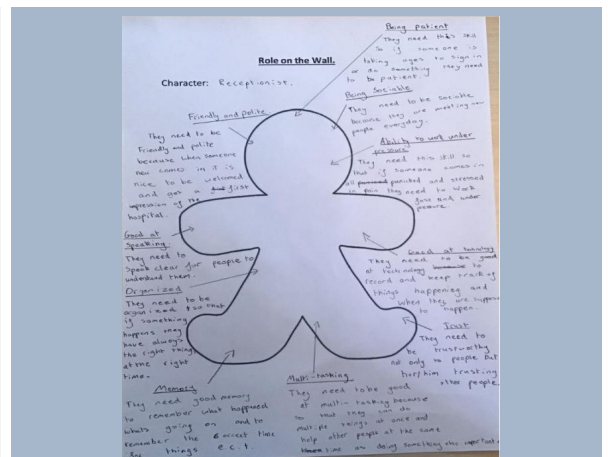 Role on the Wall.
Character: Receptionist.
Being patient
They need this skill
so if someone is
taking ages to sign in
or do something they need
to be patient.
Being Sociable
They need to be sociable
because they are meeting new
people everyday.
Ability to work under
pressure
They need this skill so
that if someone comes in
all panicked and stressed
in pain they need to work
fast and under
pressure.
Good at technology
They need to be good
at technology to
record and keep tracking
things happening and
when they are suppose
to happen.
Trust
They need to
be trustworthy
not only to people but
her/him trusting
other people
Friendly and polite
They need to be
Friendly and polite
because when someone
new comes in it is
nice to be welcomed
and get a first
of the
hospital.
Good at
Speaking
They need to
speak clear for people to
understand them.
Organized
They need to be
organized so that
if something
happens they
have always
the right things
at the right
time.
Memory
They need good memory
to remember what happened
whats going on and to
remember the correct time
things e.c.t.
Multi-tasking
They need to be good
at multi-tasking because
so that they can do
multiple things at once and
help other people at the same
time as doing something else important